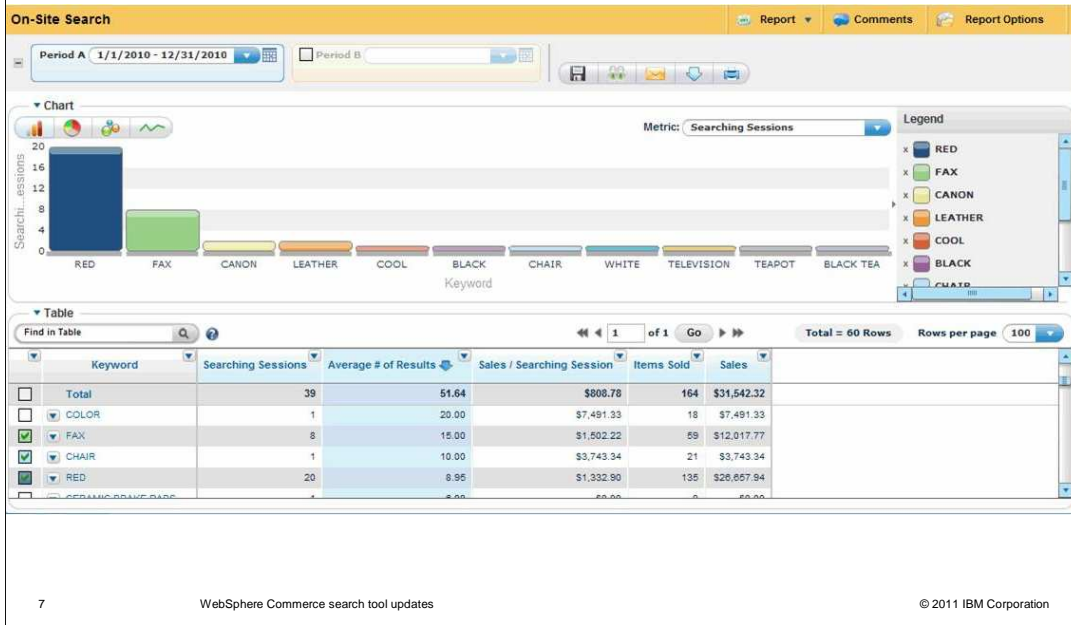 On-Site Search
Report
Comments
Report Options
Period A 1/1/2010 - 12/31/2010
Period B
Chart
Metric: Searching Sessions
Legend
20
16
12
8
4
0
Searchi...essions
RED FAX CANON LEATHER COOL BLACK CHAIR WHITE TELEVISION TEAPOT BLACK TEA
Keyword
x RED
x FAX
x CANON
x LEATHER
x COOL
x BLACK
x CHAIR
Table
Find in Table
1 of 1 Go
Total = 60 Rows
Rows per page 100
Keyword Searching Sessions Average # of Results Sales / Searching Session Items Sold Sales
Total 39 51.64 $808.78 164 $31,542.32
COLOR 1 20.00 $7,491.33 18 $7,491.33
FAX 8 15.00 $1,502.22 59 $12,017.77
CHAIR 1 10.00 $3,743.34 21 $3,743.34
RED 20 8.95 $1,332.90 135 $26,657.94
CERAMIC BRAKE PADS
7
WebSphere Commerce search tool updates
© 2011 IBM Corporation